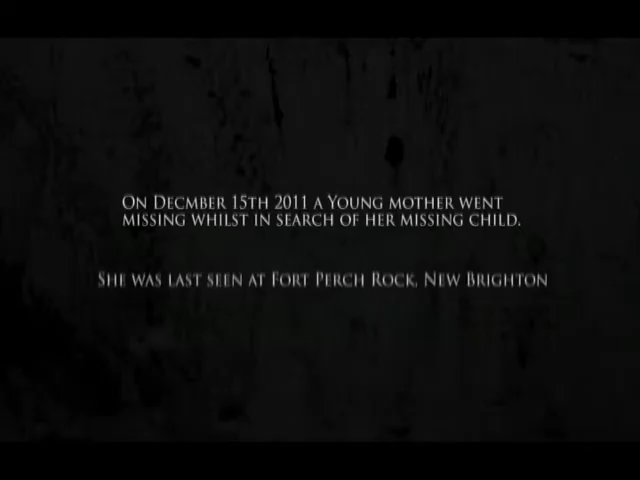 On Decmber 15th 2011 a Young mother went
missing whilst in search of her missing child.
She was last seen at Fort Perch Rock, New Brighton